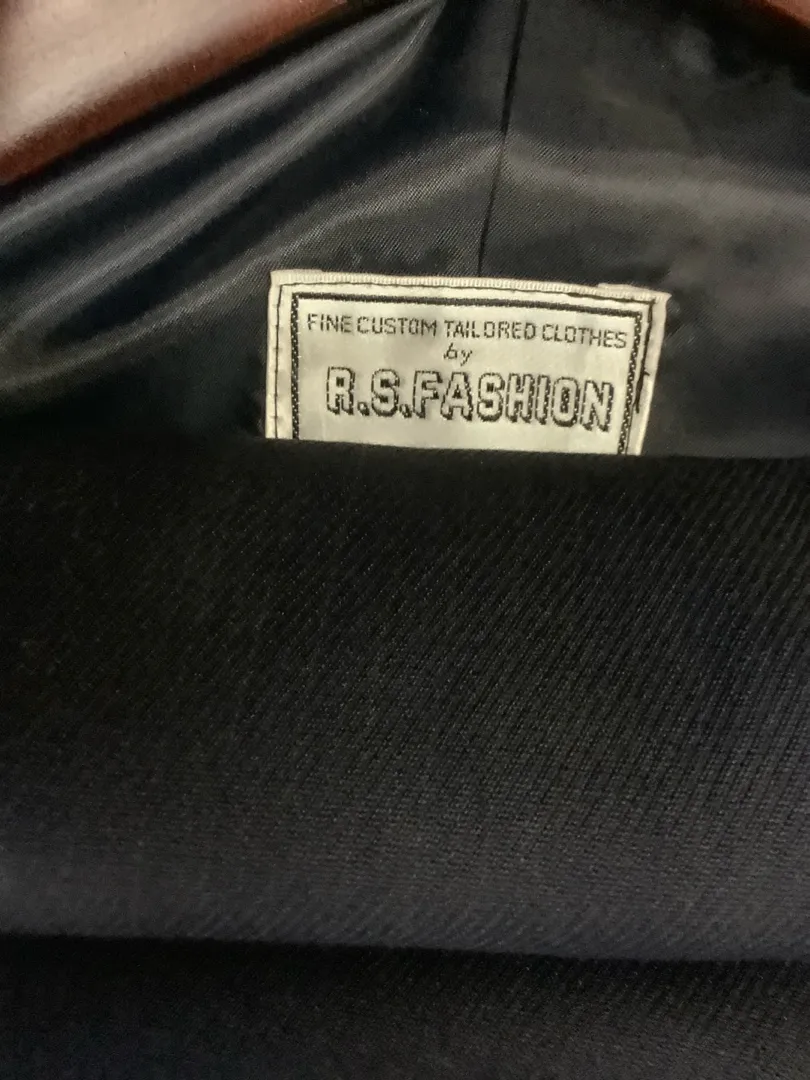 FINE CUSTOM TAILORED CLOTHES
by
R.S.FASHION